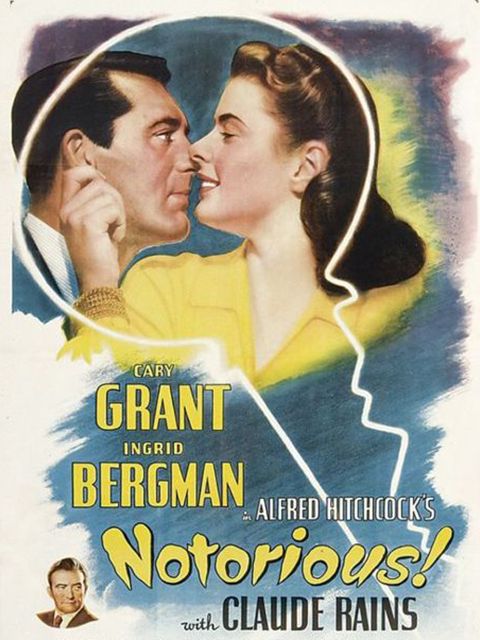 CARY
GRANT
INGRID
BERGMAN
in ALFRED HITCHCOCK'S
Notorious!
with CLAUDE RAINS